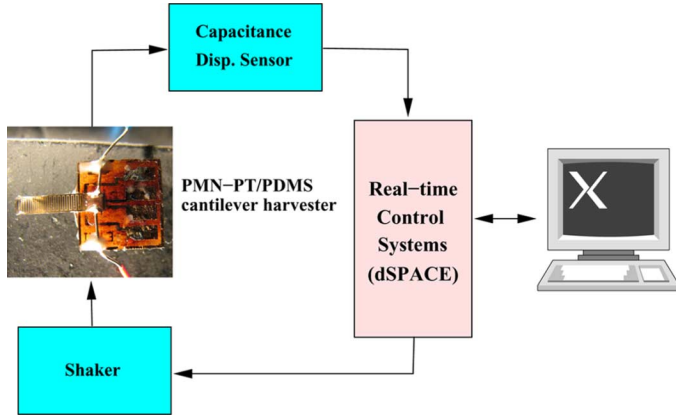 Capacitance
Disp. Sensor
PMN−PT/PDMS
cantilever harvester
Real−time
Control
Systems
(dSPACE)
X
Shaker